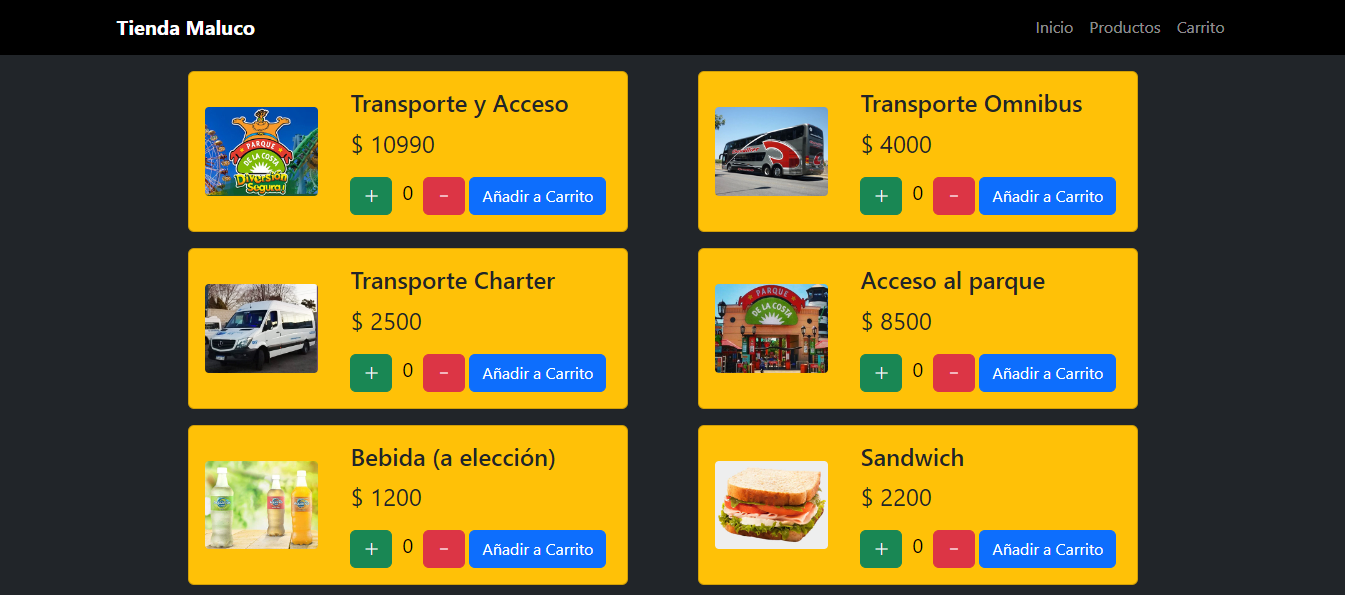 Tienda Maluco
Inicio Productos Carrito
Transporte y Acceso
$ 10990
+ 0 - Añadir a Carrito
PARQUE
DE LA COSTA
Diversión
Segura!
Transporte Omnibus
$ 4000
+ 0 - Añadir a Carrito
Transporte Charter
$ 2500
+ 0 - Añadir a Carrito
Acceso al parque
$ 8500
+ 0 - Añadir a Carrito
PARQUE
DE LA COSTA
Bebida (a elección)
$ 1200
+ 0 - Añadir a Carrito
Sandwich
$ 2200
+ 0 - Añadir a Carrito